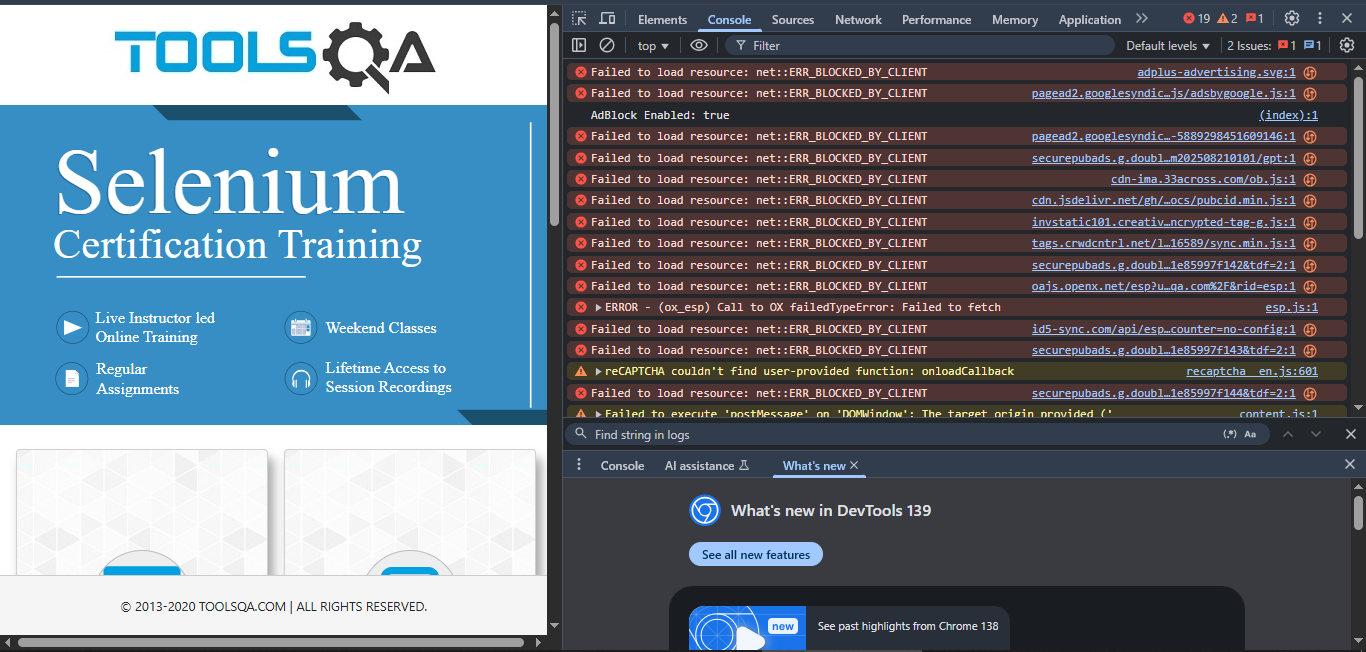 TOOLSQA
Selenium
Certification Training
Live Instructor led
Online Training
Weekend Classes
Regular
Assignments
Lifetime Access to
Session Recordings
© 2013-2020 TOOLSQA.COM | ALL RIGHTS RESERVED.
Elements Console Sources Network Performance Memory Application 19 2 1
top Filter Default levels 2 Issues: 1 1
Failed to load resource: net::ERR_BLOCKED_BY_CLIENT adplus-advertising.svg:1
Failed to load resource: net::ERR_BLOCKED_BY_CLIENT pagead2.googlesyndic…js/adsbygoogle.js:1
AdBlock Enabled: true (index):1
Failed to load resource: net::ERR_BLOCKED_BY_CLIENT pagead2.googlesyndic…-5889298451609146:1
Failed to load resource: net::ERR_BLOCKED_BY_CLIENT securepubads.g.doubl…m202508210101/gpt:1
Failed to load resource: net::ERR_BLOCKED_BY_CLIENT cdn-ima.33across.com/ob.js:1
Failed to load resource: net::ERR_BLOCKED_BY_CLIENT cdn.jsdelivr.net/gh/…ocs/pubcid.min.js:1
Failed to load resource: net::ERR_BLOCKED_BY_CLIENT invstatic101.creativ…ncrypted-tag-g.js:1
Failed to load resource: net::ERR_BLOCKED_BY_CLIENT tags.crwdcntrl.net/l…16589/sync.min.js:1
Failed to load resource: net::ERR_BLOCKED_BY_CLIENT securepubads.g.doubl…1e85997f142&tdf=2:1
Failed to load resource: net::ERR_BLOCKED_BY_CLIENT oajs.openx.net/esp?u…qa.com%2F&rid=esp:1
ERROR - (ox_esp) Call to OX failedTypeError: Failed to fetch esp.js:1
Failed to load resource: net::ERR_BLOCKED_BY_CLIENT id5-sync.com/api/esp…counter=no-config:1
Failed to load resource: net::ERR_BLOCKED_BY_CLIENT securepubads.g.doubl…1e85997f143&tdf=2:1
reCAPTCHA couldn't find user-provided function: onloadCallback recaptcha__en.js:601
Failed to load resource: net::ERR_BLOCKED_BY_CLIENT securepubads.g.doubl…1e85997f144&tdf=2:1
Failed to execute 'postMessage' on 'DOMWindow': The target origin provided (' content.js:1
Find string in logs (.*) Aa
Console AI assistance What's new
What's new in DevTools 139
See all new features
new See past highlights from Chrome 138